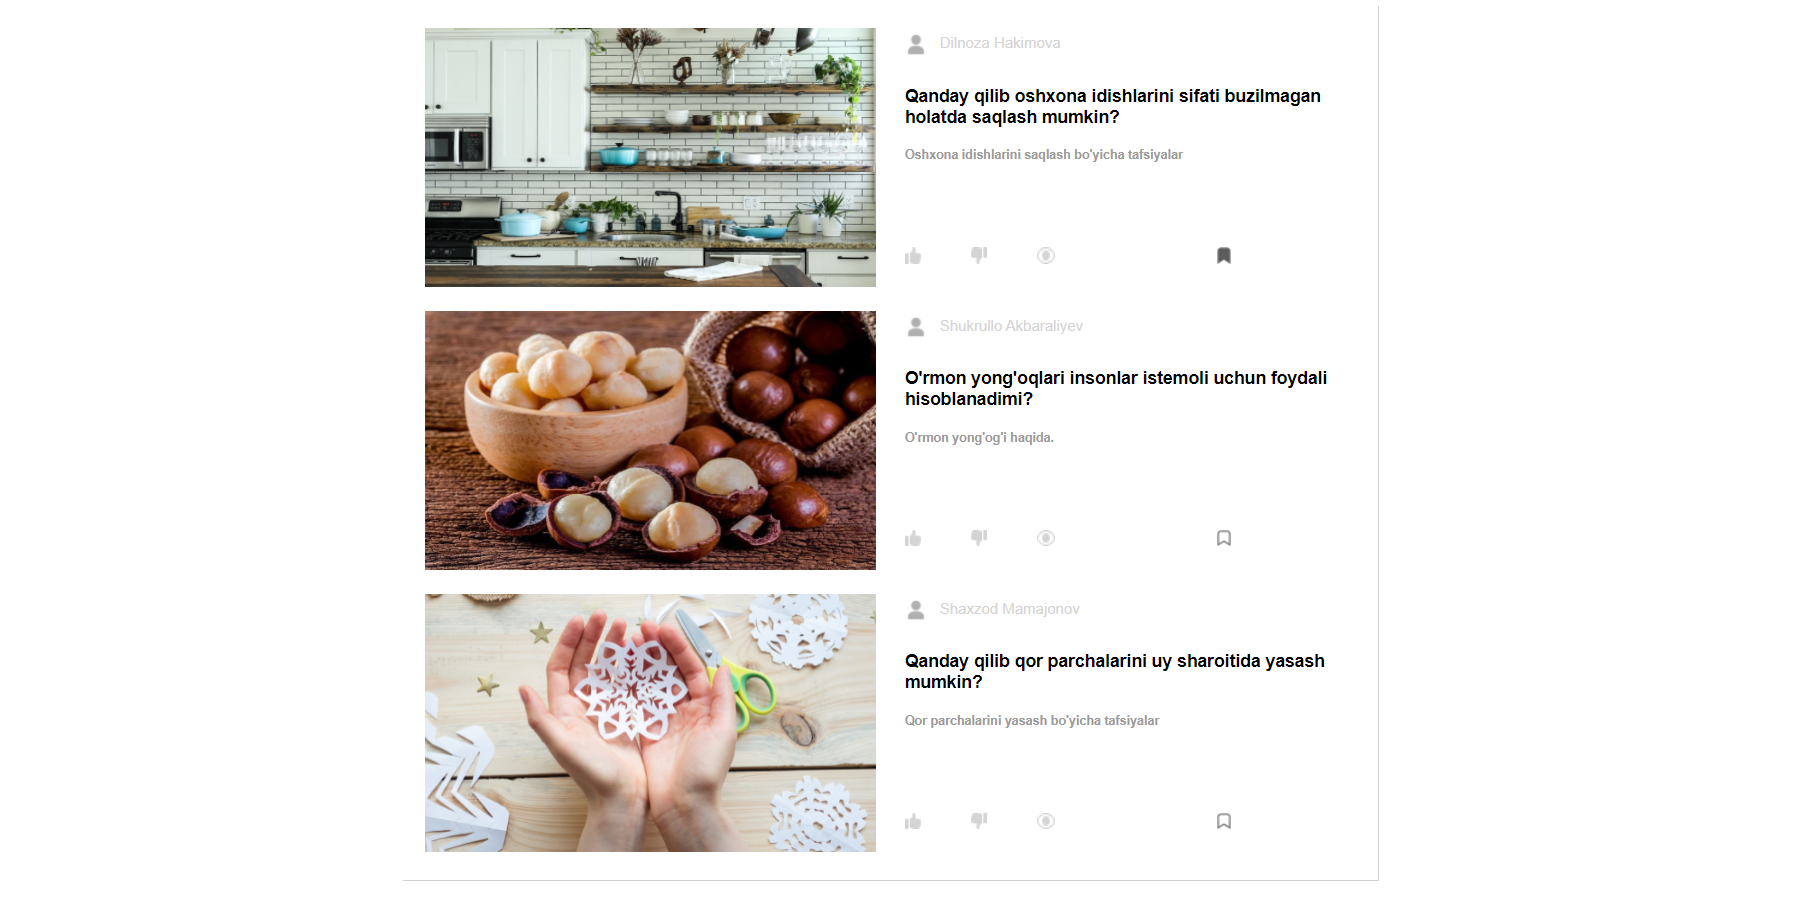 Dilnoza Hakimova
Qanday qilib oshxona idishlarini sifati buzilmagan
holatda saqlash mumkin?
Oshxona idishlarini saqlash bo'yicha tafsiyalar
Shukrullo Akbaraliyev
O'rmon yong'oqlari insonlar istemoli uchun foydali
hisoblanadimi?
O'rmon yong'og'i haqida.
Shaxzod Mamajonov
Qanday qilib qor parchalarini uy sharoitida yasash
mumkin?
Qor parchalarini yasash bo'yicha tafsiyalar